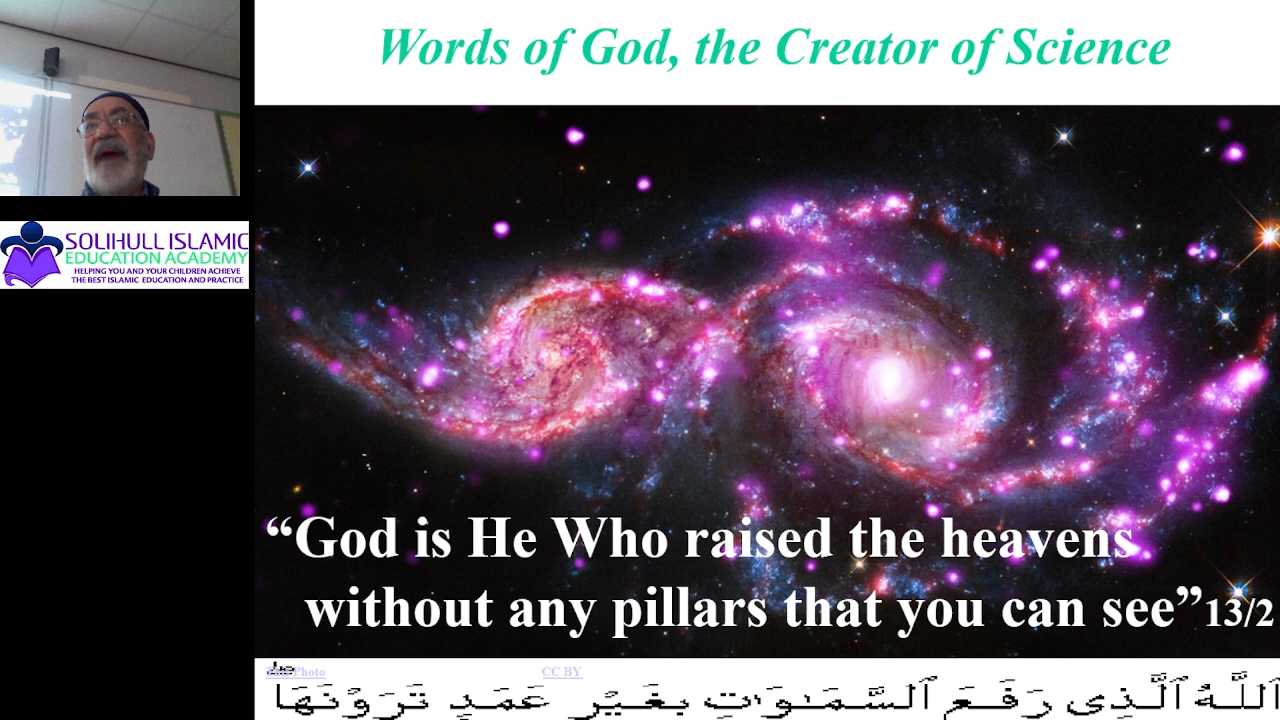 Words of God, the Creator of Science
SOLIHULL ISLAMIC
EDUCATION ACADEMY
HELPING YOU AND YOUR CHILDREN ACHIEVE
THE BEST ISLAMIC EDUCATION AND PRACTICE
“God is He Who raised the heavens
without any pillars that you can see”13/2
This Photo CC BY
ٱللَّهُ ٱلَّذِى رَفَعَ ٱلسَّمَـٰوَٰتِ بِغَيْرِ عَمَدٍ تَرَوْنَهَا ۖ